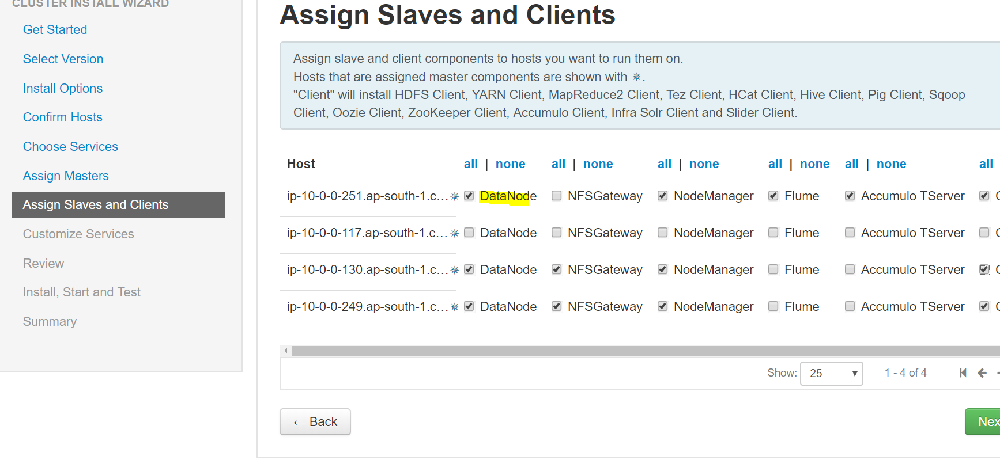 CLUSTER INSTALL WIZARD
Get Started
Select Version
Install Options
Confirm Hosts
Choose Services
Assign Masters
Assign Slaves and Clients
Customize Services
Review
Install, Start and Test
Summary
Assign Slaves and Clients
Assign slave and client components to hosts you want to run them on.
Hosts that are assigned master components are shown with ✵.
"Client" will install HDFS Client, YARN Client, MapReduce2 Client, Tez Client, HCat Client, Hive Client, Pig Client, Sqoop
Client, Oozie Client, ZooKeeper Client, Accumulo Client, Infra Solr Client and Slider Client.
Host all | none all | none all | none all | none all | none all
ip-10-0-0-251.ap-south-1.c... ✵ DataNode NFSGateway NodeManager Flume Accumulo TServer
ip-10-0-0-117.ap-south-1.c... ✵ DataNode NFSGateway NodeManager Flume Accumulo TServer
ip-10-0-0-130.ap-south-1.c... ✵ DataNode NFSGateway NodeManager Flume Accumulo TServer
ip-10-0-0-249.ap-south-1.c... ✵ DataNode NFSGateway NodeManager Flume Accumulo TServer
Show: 25 1 - 4 of 4
← Back
Nex